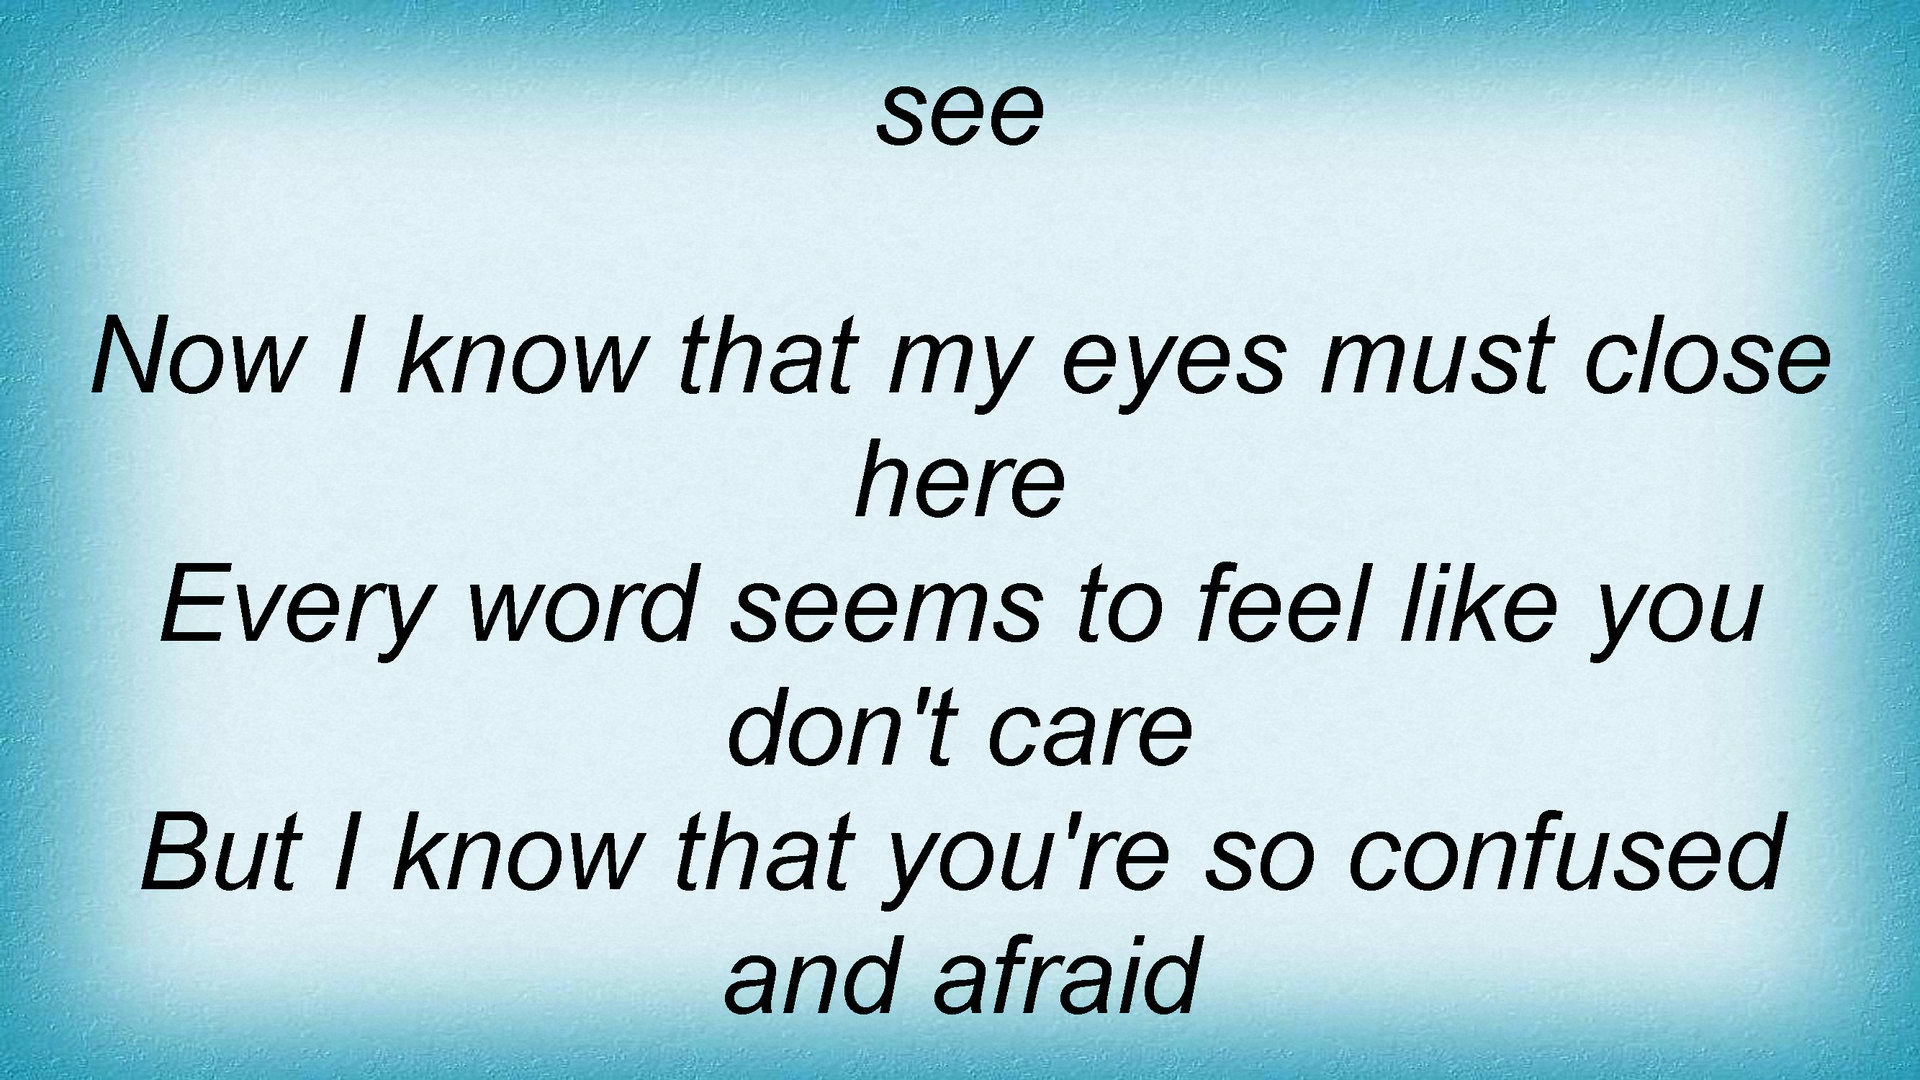 see
Now I know that my eyes must close
here
Every word seems to feel like you
don't care
But I know that you're so confused
and afraid